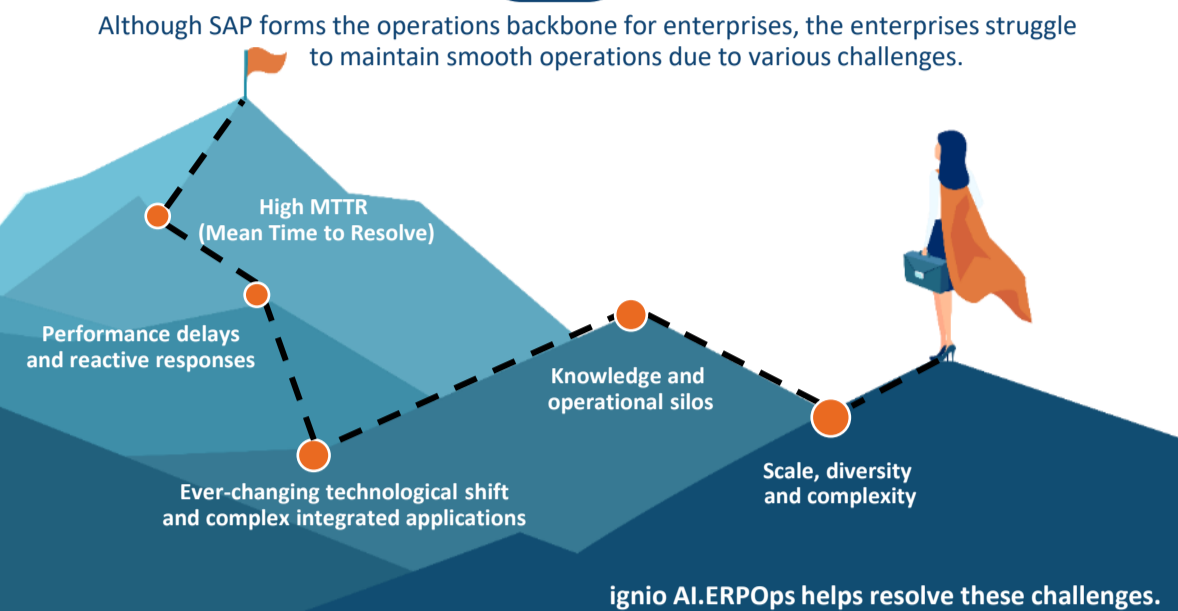 Although SAP forms the operations backbone for enterprises, the enterprises struggle
to maintain smooth operations due to various challenges.
High MTTR
(Mean Time to Resolve)
Performance delays
and reactive responses
Knowledge and
operational silos
Ever-changing technological shift
and complex integrated applications
Scale, diversity
and complexity
ignio AI.ERPOps helps resolve these challenges.